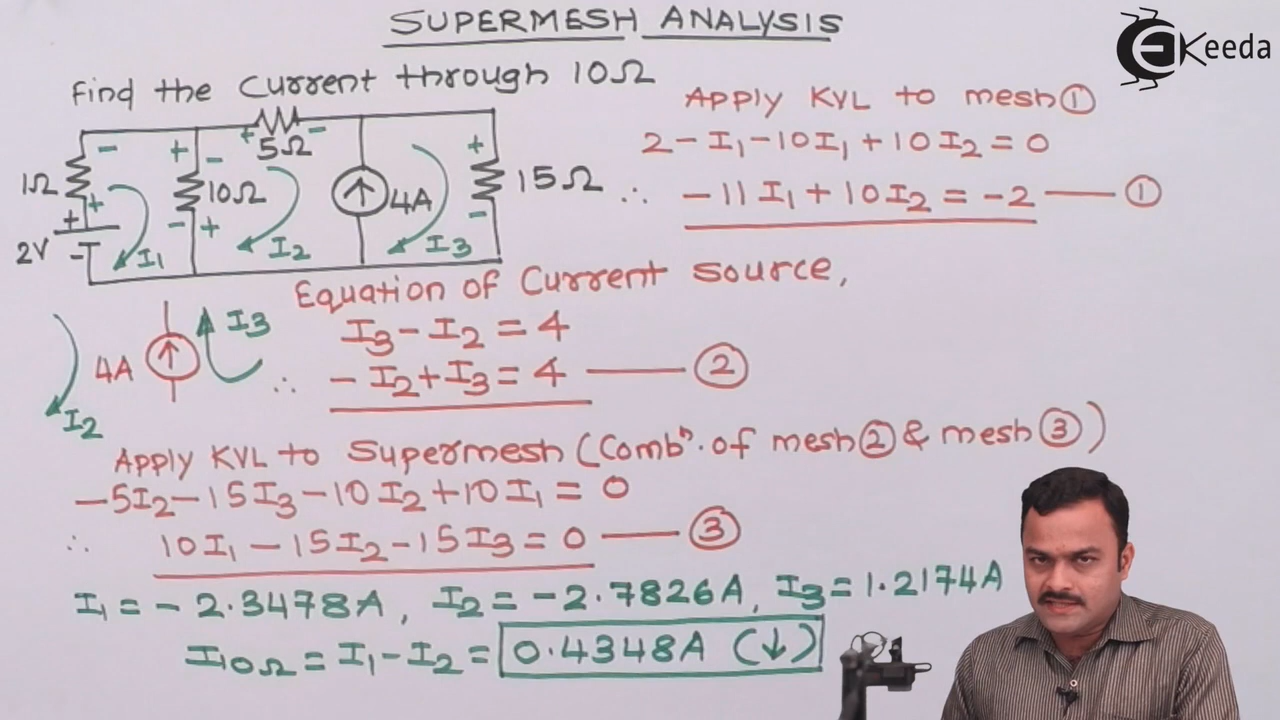 SUPERMESH ANALYSIS
Keeda
Find the Current through 10Ω
+ 5Ω -
1Ω - + 2V + -
+ - 10Ω - +
4A
+ 15Ω -
I₁ I₂ I₃
Apply KVL to mesh①
2-I₁-10I₁+10I₂=0
∴ -11I₁+10I₂=-2 — ①
Equation of Current source,
I₃-I₂=4
∴ -I₂+I₃=4 — ②
4A I₃
I₂
Apply KVL to Supermesh (Combⁿ. of mesh② & mesh③)
-5I₂-15I₃-10I₂+10I₁=0
∴ 10I₁-15I₂-15I₃=0 — ③
I₁=-2.3478A, I₂=-2.7826A, I₃=1.2174A
I₁₀Ω=I₁-I₂= 0.4348A (↓)